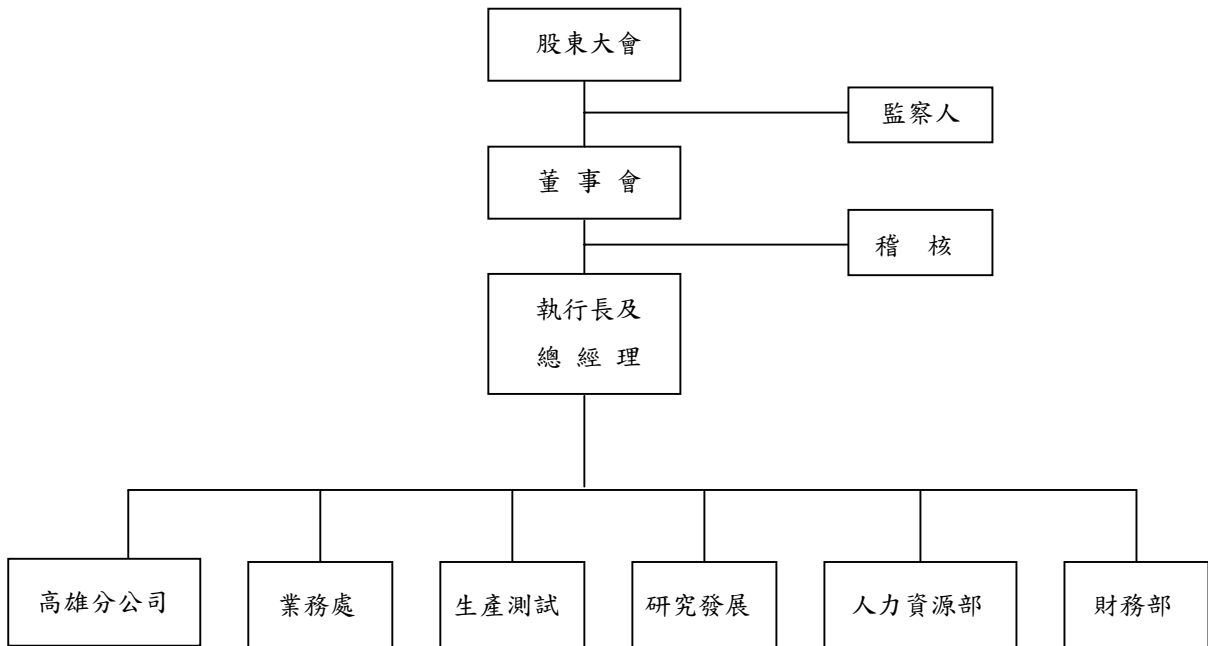 股東大會
監察人
董事會
稽核
執行長及
總經理
高雄分公司
業務處
生產測試
研究發展
人力資源部
財務部